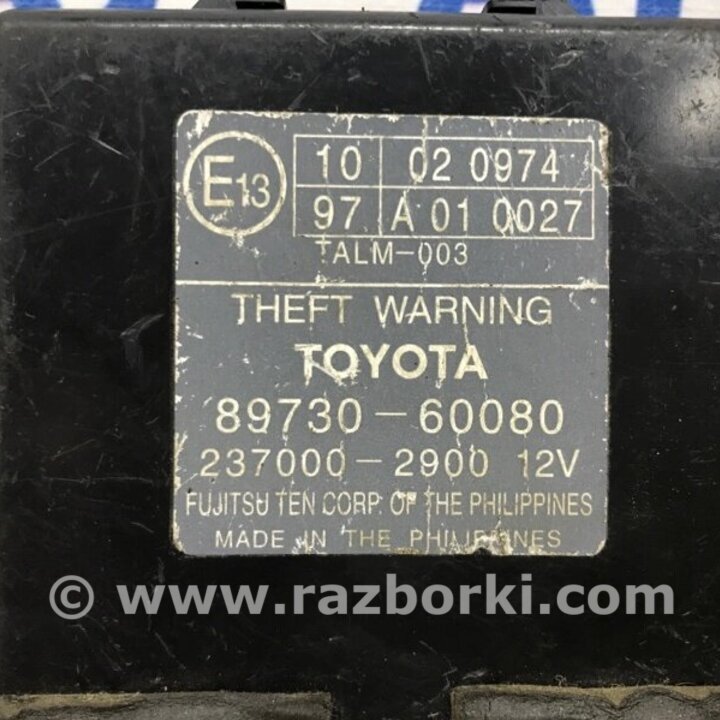 E13
10 02 0974
97 A 01 0027
TALM-003
THEFT WARNING
TOYOTA
89730-60080
237000-2900 12V
FUJITSU TEN CORP. OF THE PHILIPPINES
MADE IN THE PHILIPPINES
© www.razborki.com